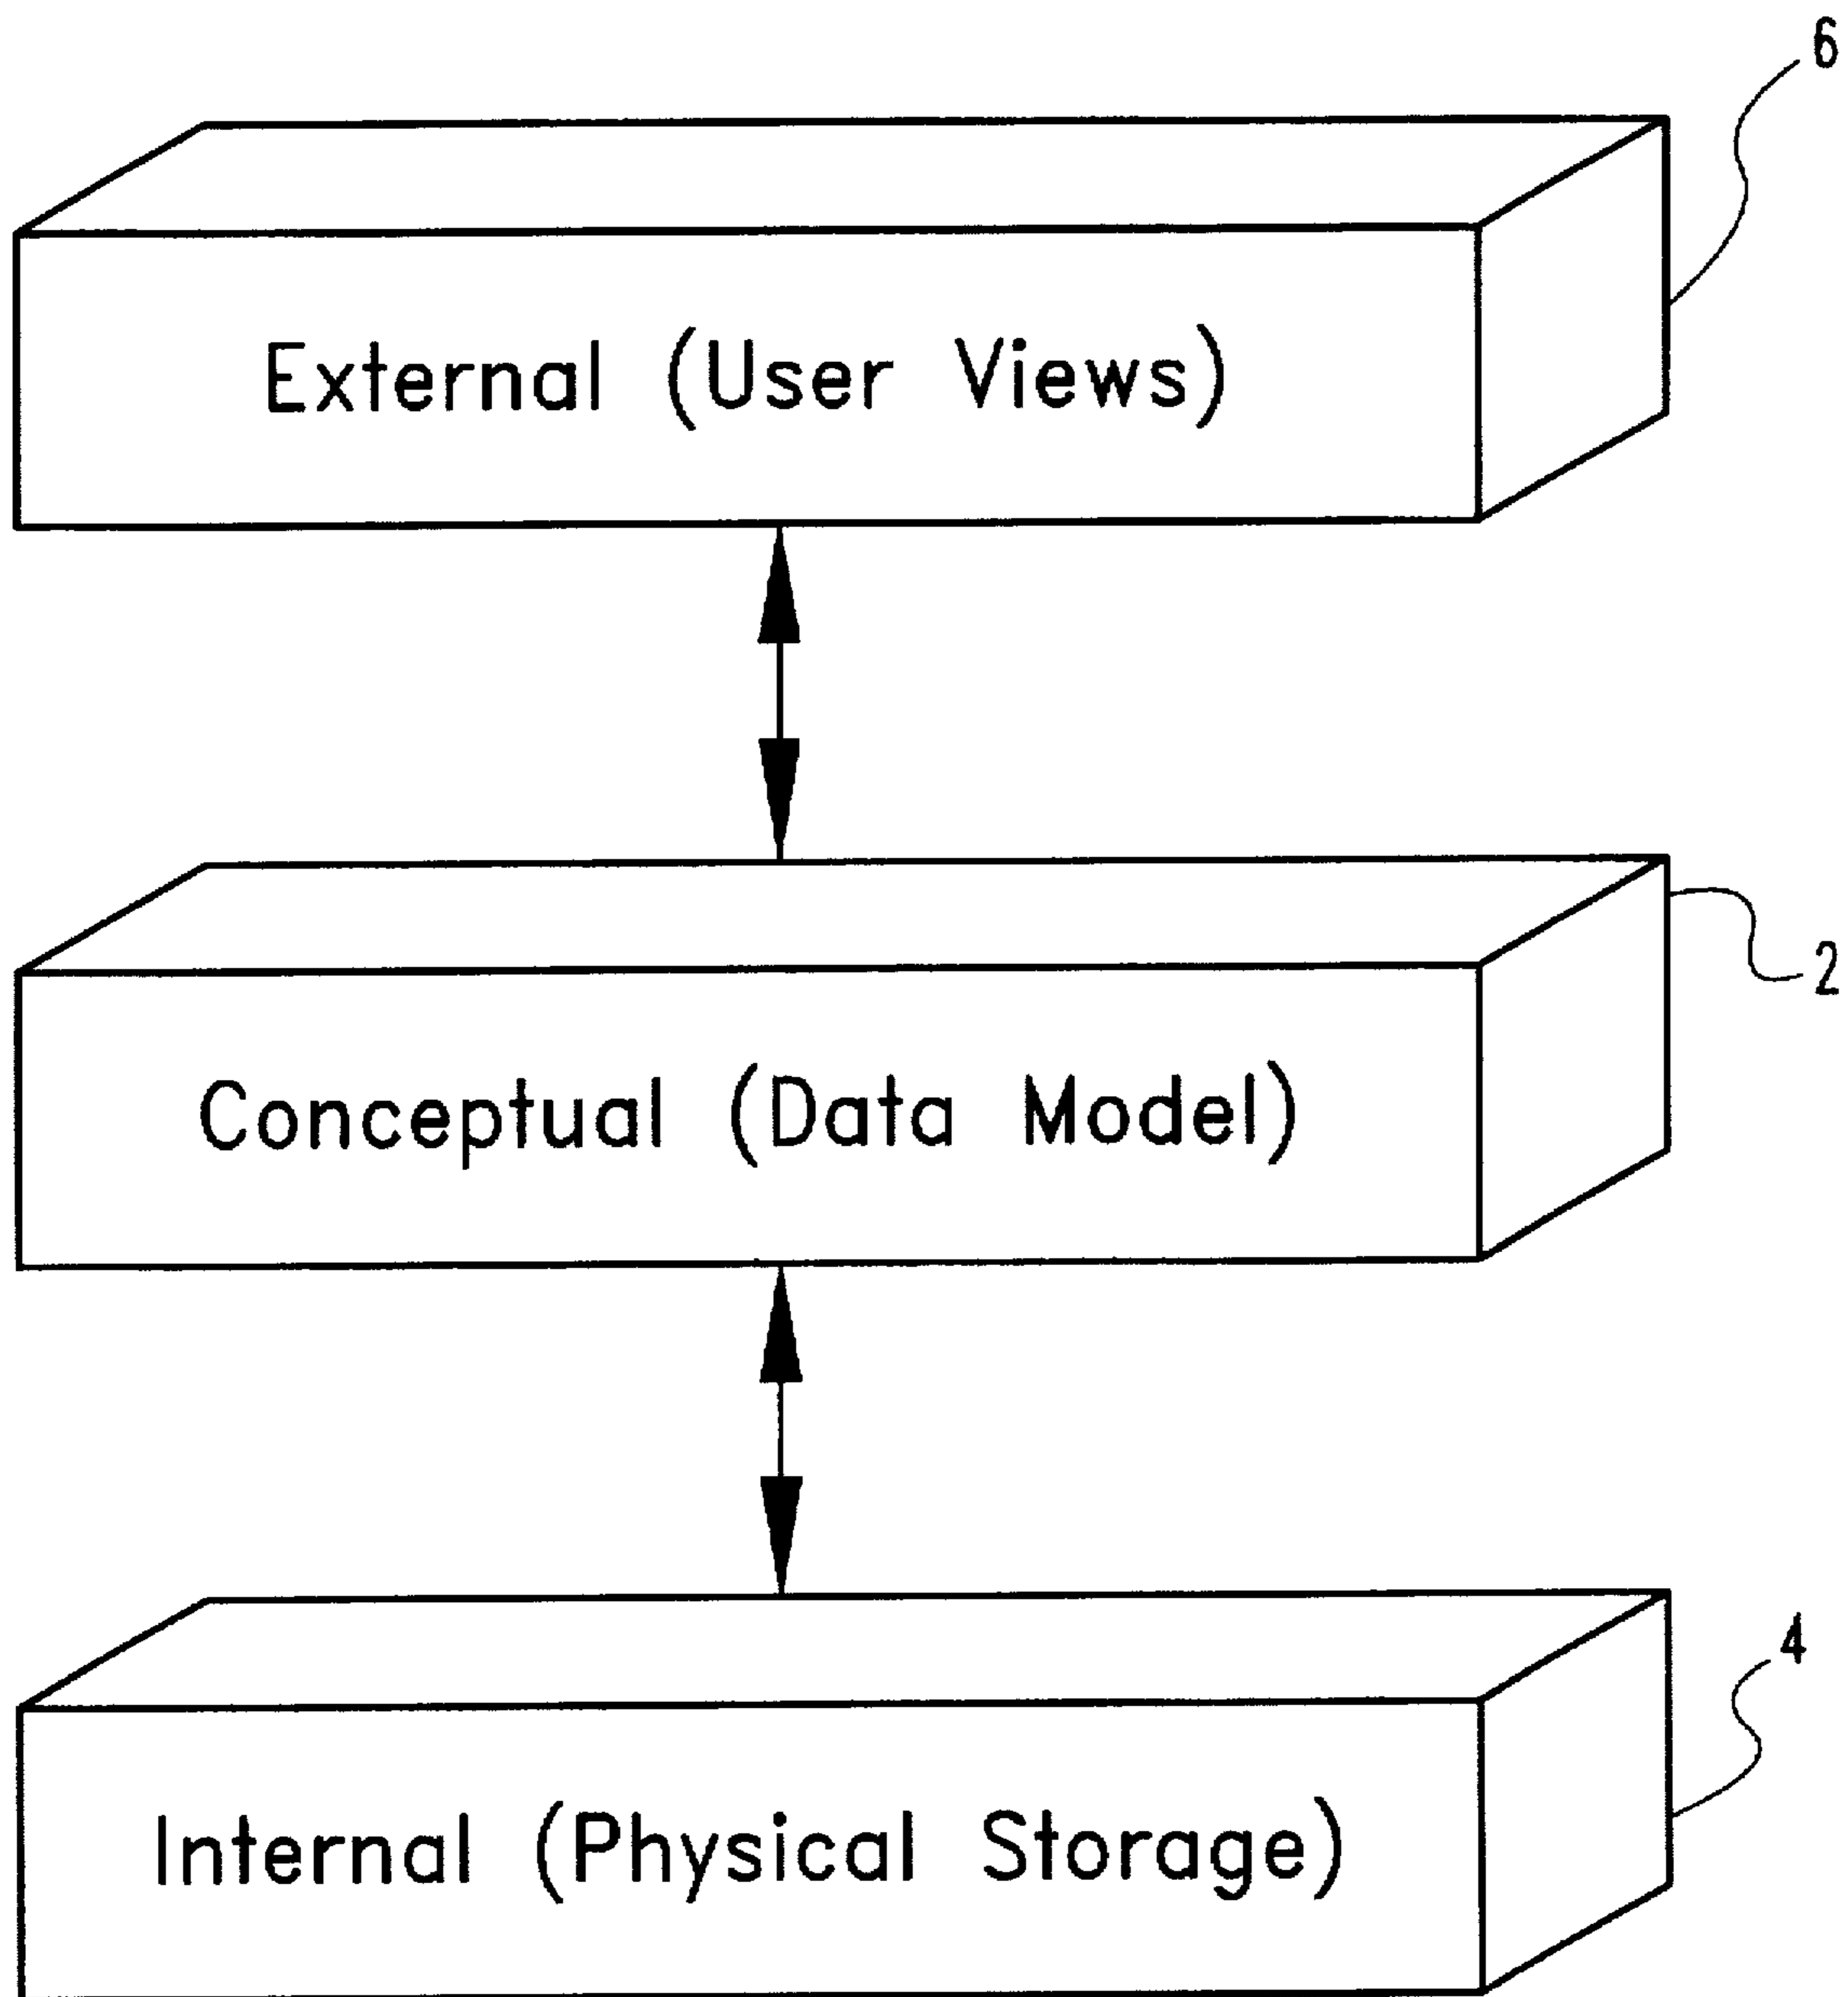 6
External (User Views)
2
Conceptual (Data Model)
4
Internal (Physical Storage)